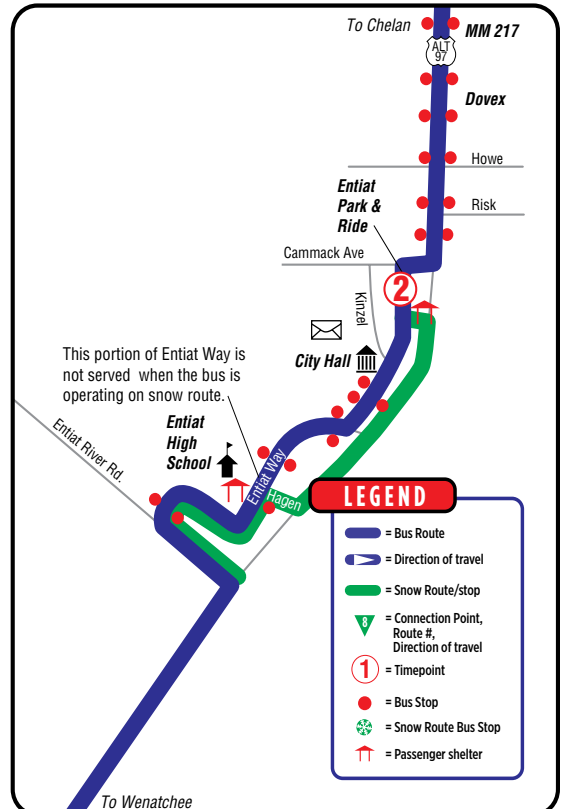 To Chelan
MM 217
ALT
97
Dovex
Howe
Entiat
Park &
Ride
Risk
Cammack Ave
2
Kinzel
City Hall
This portion of Entiat Way is
not served when the bus is
operating on snow route.
Entiat
High
School
Entiat River Rd.
Entiat Way
Hagen
LEGEND
= Bus Route
= Direction of travel
= Snow Route/stop
8
= Connection Point,
Route #,
Direction of travel
1
= Timepoint
= Bus Stop
= Snow Route Bus Stop
= Passenger shelter
To Wenatchee